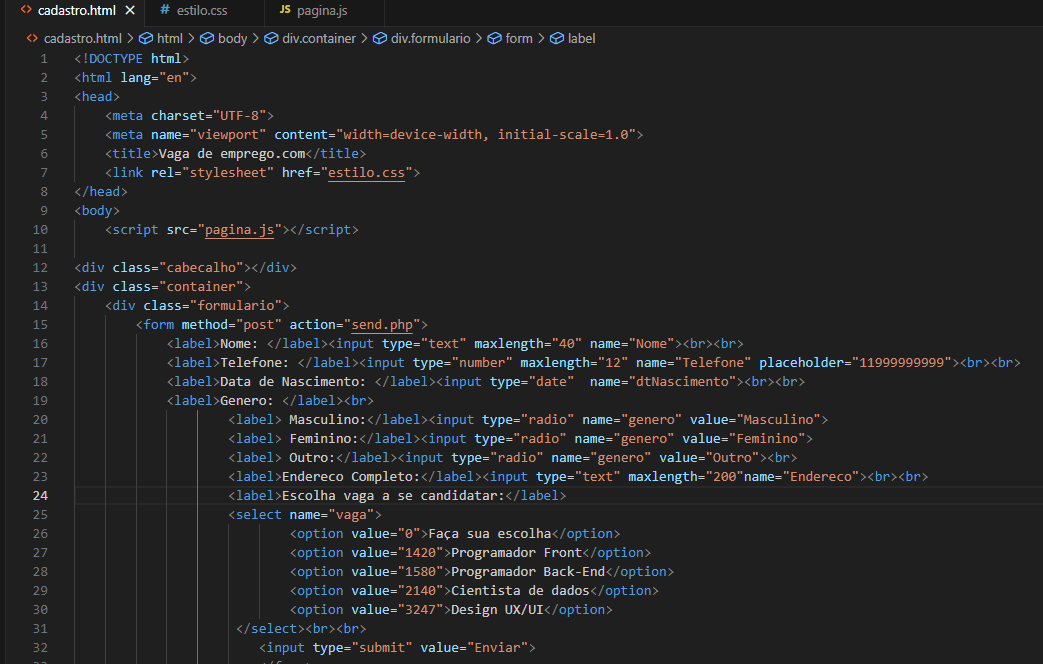 <> cadastro.html × # estilo.css JS pagina.js
<> cadastro.html > html > body > div.container > div.formulario > form > label
1 <!DOCTYPE html>
2 <html lang="en">
3 <head>
4 <meta charset="UTF-8">
5 <meta name="viewport" content="width=device-width, initial-scale=1.0">
6 <title>Vaga de emprego.com</title>
7 <link rel="stylesheet" href="estilo.css">
8 </head>
9 <body>
10 <script src="pagina.js"></script>
11
12 <div class="cabecalho"></div>
13 <div class="container">
14 <div class="formulario">
15 <form method="post" action="send.php">
16 <label>Nome: </label><input type="text" maxlength="40" name="Nome"><br><br>
17 <label>Telefone: </label><input type="number" maxlength="12" name="Telefone" placeholder="11999999999"><br><br>
18 <label>Data de Nascimento: </label><input type="date"  name="dtNascimento"><br><br>
19 <label>Genero: </label><br>
20 <label> Masculino:</label><input type="radio" name="genero" value="Masculino">
21 <label> Feminino:</label><input type="radio" name="genero" value="Feminino">
22 <label> Outro:</label><input type="radio" name="genero" value="Outro"><br>
23 <label>Endereco Completo:</label><input type="text" maxlength="200"name="Endereco"><br><br>
24 <label>Escolha vaga a se candidatar:</label>
25 <select name="vaga">
26 <option value="0">Faça sua escolha</option>
27 <option value="1420">Programador Front</option>
28 <option value="1580">Programador Back-End</option>
29 <option value="2140">Cientista de dados</option>
30 <option value="3247">Design UX/UI</option>
31 </select><br><br>
32 <input type="submit" value="Enviar">